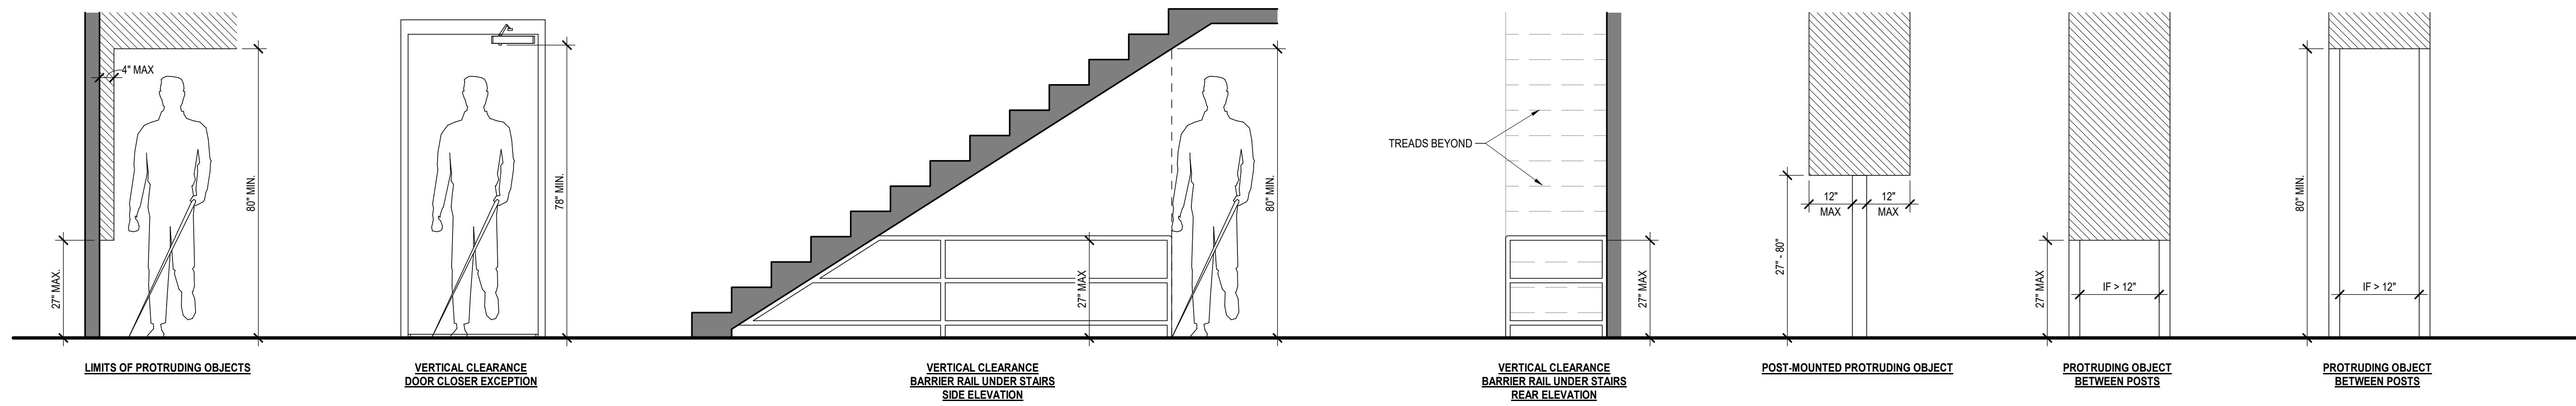 4" MAX
80" MIN.
27" MAX.
LIMITS OF PROTRUDING OBJECTS
78" MIN.
VERTICAL CLEARANCE
DOOR CLOSER EXCEPTION
80" MIN.
27" MAX
VERTICAL CLEARANCE
BARRIER RAIL UNDER STAIRS
SIDE ELEVATION
TREADS BEYOND
27" MAX
VERTICAL CLEARANCE
BARRIER RAIL UNDER STAIRS
REAR ELEVATION
12"
MAX
12"
MAX
27" - 80"
POST-MOUNTED PROTRUDING OBJECT
27" MAX
IF > 12"
PROTRUDING OBJECT
BETWEEN POSTS
80" MIN.
IF > 12"
PROTRUDING OBJECT
BETWEEN POSTS